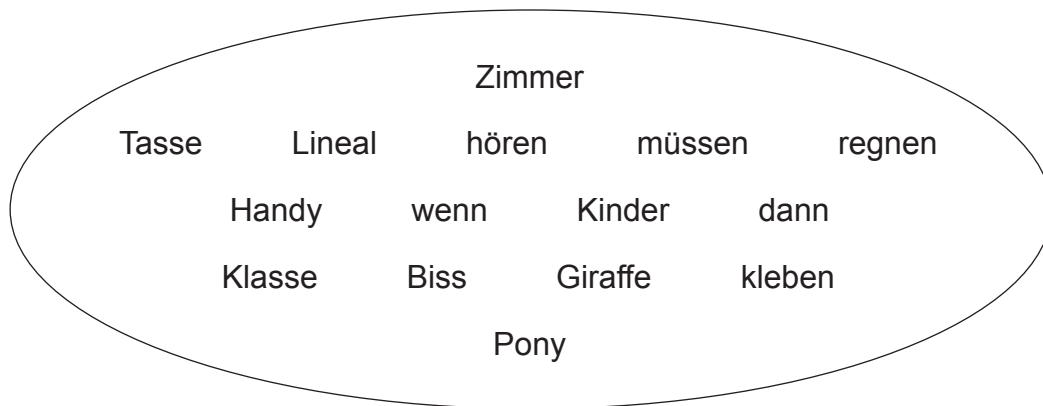 Zimmer
Tasse Lineal hören müssen regnen
Handy wenn Kinder dann
Klasse Biss Giraffe kleben
Pony